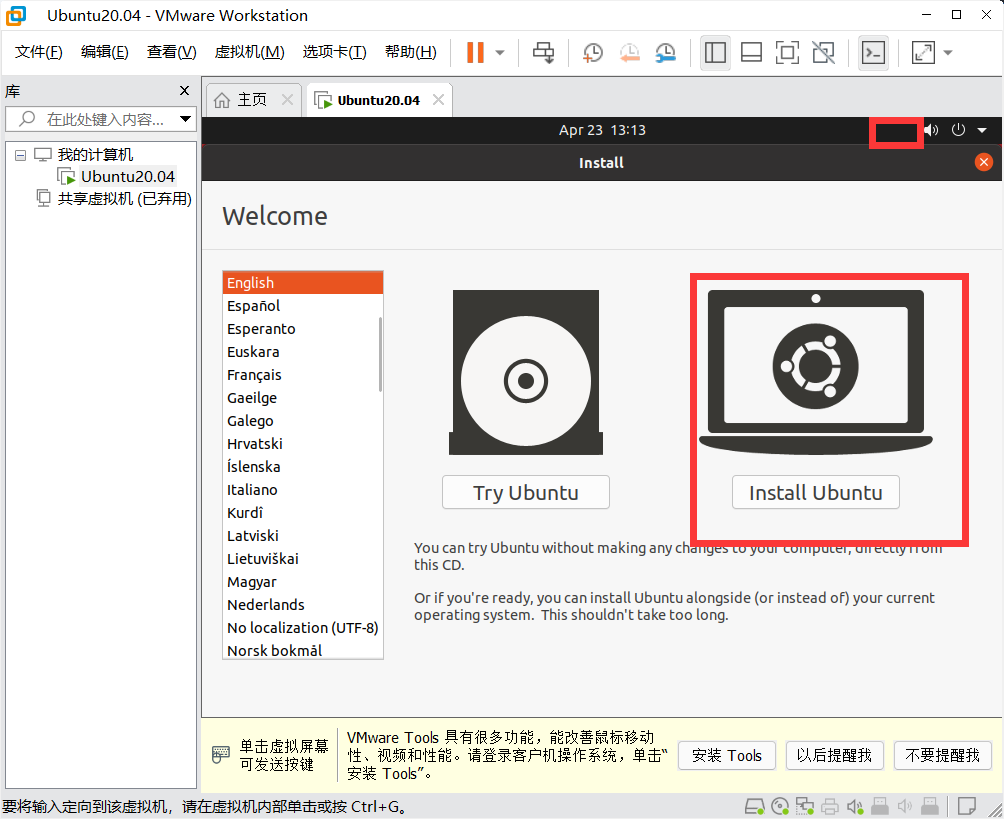 Ubuntu20.04 - VMware Workstation
文件(F) 编辑(E) 查看(V) 虚拟机(M) 选项卡(T) 帮助(H)
库
主页
Ubuntu20.04
在此处键入内容...
我的计算机
Ubuntu20.04
共享虚拟机 (已弃用)
Apr 23 13:13
Install
Welcome
English
Español
Esperanto
Euskara
Français
Gaeilge
Galego
Hrvatski
Íslenska
Italiano
Kurdî
Latviski
Lietuviškai
Magyar
Nederlands
No localization (UTF-8)
Norsk bokmål
Try Ubuntu
Install Ubuntu
You can try Ubuntu without making any changes to your computer, directly from
this CD.
Or if you're ready, you can install Ubuntu alongside (or instead of) your current
operating system. This shouldn't take too long.
单击虚拟屏幕
可发送按键
VMware Tools 具有很多功能，能改善鼠标移动
性、视频和性能。请登录客户机操作系统，单击“
安装 Tools”。
安装 Tools
以后提醒我
不要提醒我
要将输入定向到该虚拟机，请在虚拟机内部单击或按 Ctrl+G。